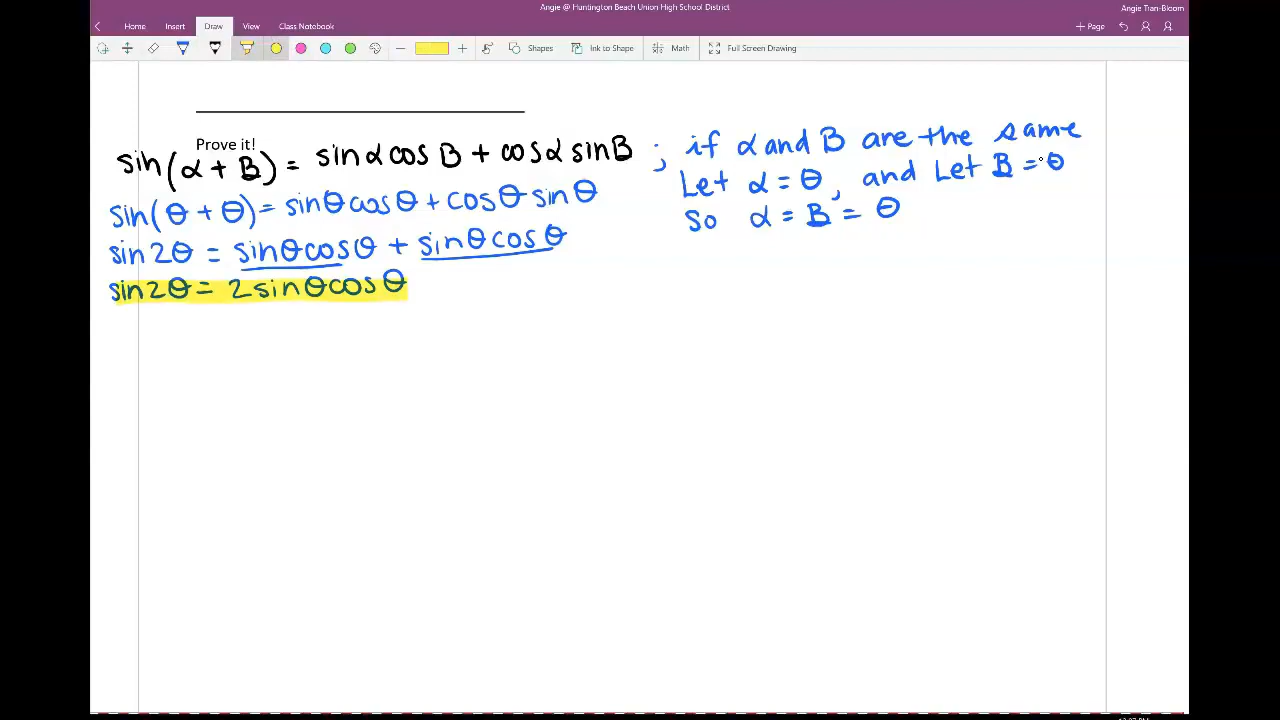 Angie @ Huntington Beach Union High School District
Angie Tran-Bloom
Home Insert Draw View Class Notebook
+ Page
Shapes Ink to Shape Math Full Screen Drawing
Prove it!
sin(α + B) = sinα cos B + cosα sinB ; if α and B are the same
Let α = θ, and Let B = θ
So α = B = θ
sin(θ + θ) = sinθ cosθ + cosθ sinθ
sin2θ = sinθcosθ + sinθcosθ
sin2θ = 2sinθcosθ